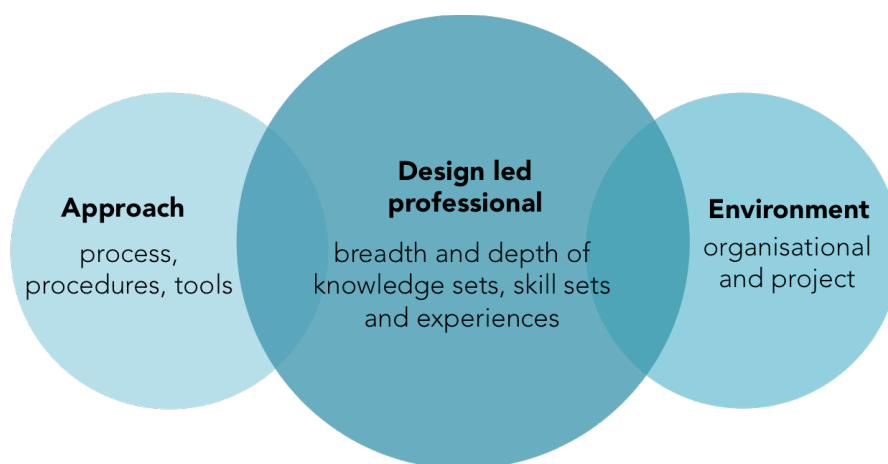 Approach
process,
procedures, tools
Design led
professional
breadth and depth of
knowledge sets, skill sets
and experiences
Environment
organisational
and project